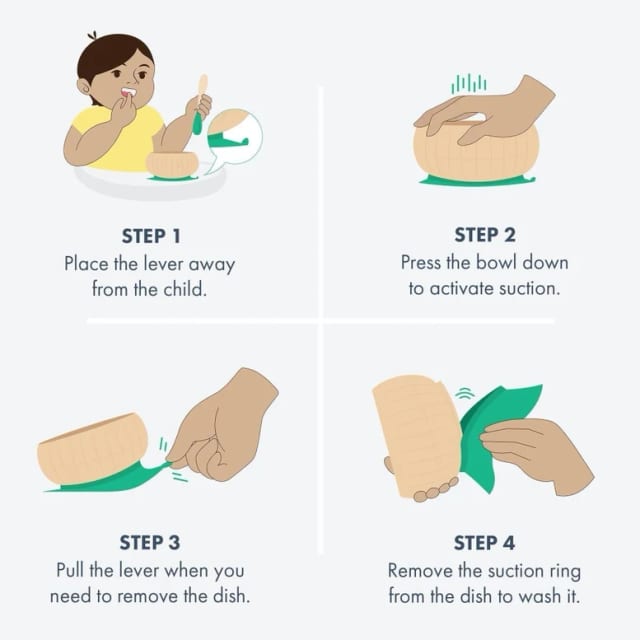 STEP 1
Place the lever away
from the child.
STEP 2
Press the bowl down
to activate suction.
STEP 3
Pull the lever when you
need to remove the dish.
STEP 4
Remove the suction ring
from the dish to wash it.